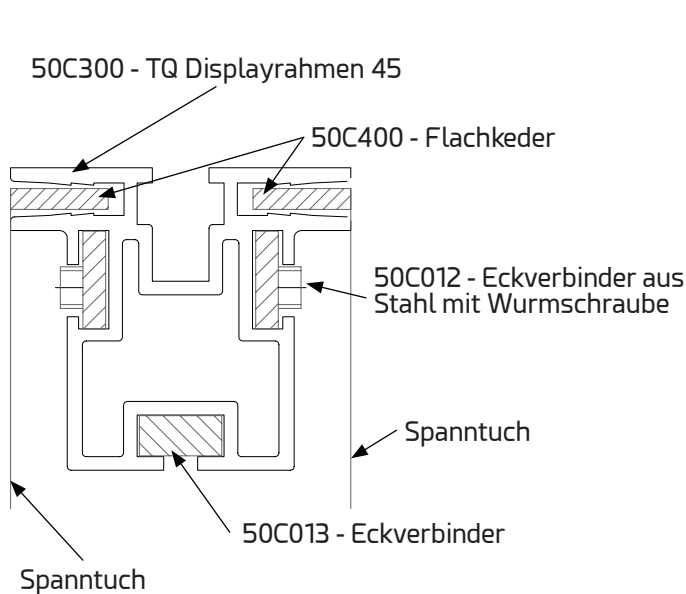 50C300 - TQ Displayrahmen 45
50C400 - Flachkeder
50C012 - Eckverbinder aus
Stahl mit Wurmschraube
Spanntuch
50C013 - Eckverbinder
Spanntuch